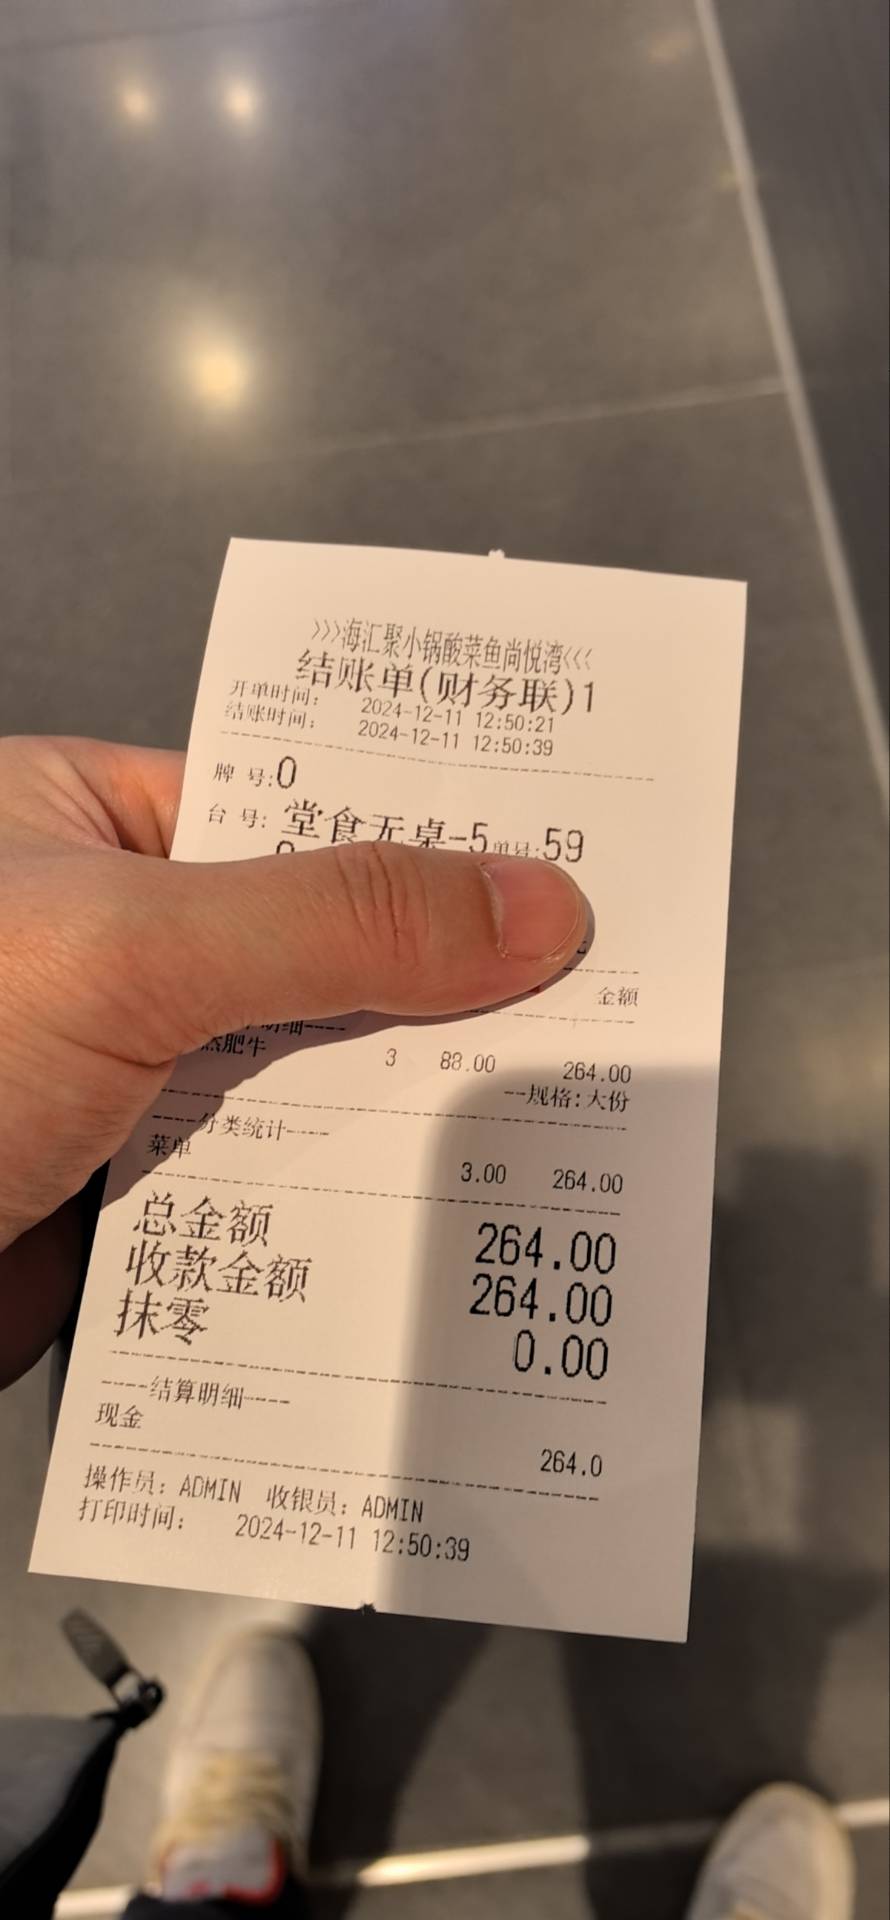 >>>海汇聚小锅酸菜鱼尚悦湾<<<
结账单(财务联)1
开单时间: 2024-12-11 12:50:21
结账时间: 2024-12-11 12:50:39
牌 号:0
台 号: 堂食无桌-5单号:59
金额
明细----
肥牛 3 88.00 264.00
--规格:大份
----分类统计----
菜单 3.00 264.00
总金额 264.00
收款金额 264.00
抹零 0.00
----结算明细----
现金 264.0
操作员: ADMIN 收银员: ADMIN
打印时间: 2024-12-11 12:50:39